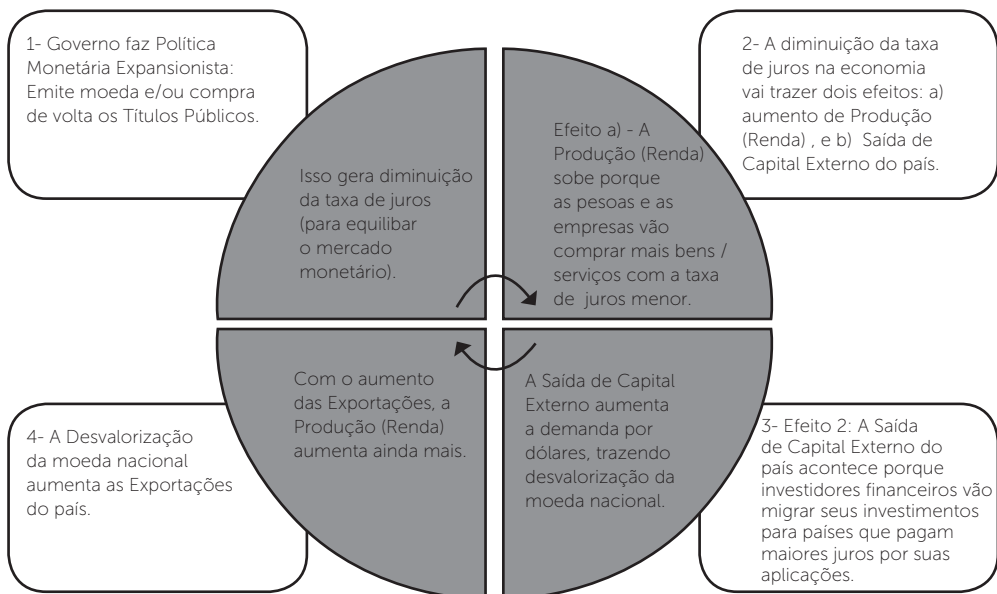 1- Governo faz Política
Monetária Expansionista:
Emite moeda e/ou compra
de volta os Títulos Públicos.
Isso gera diminuição
da taxa de juros
(para equilibar
o mercado
monetário).
2- A diminuição da taxa
de juros na economia
vai trazer dois efeitos: a)
aumento de Produção
(Renda) , e b) Saída de
Capital Externo do país.
Efeito a) - A
Produção (Renda)
sobe porque
as pesoas e as
empresas vão
comprar mais bens /
serviços com a taxa
de juros menor.
3- Efeito 2: A Saída
de Capital Externo do
país acontece porque
investidores financeiros vão
migrar seus investimentos
para países que pagam
maiores juros por suas
aplicações.
A Saída de Capital
Externo aumenta
a demanda por
dólares, trazendo
desvalorização da
moeda nacional.
4- A Desvalorização
da moeda nacional
aumenta as Exportações
do país.
Com o aumento
das Exportações, a
Produção (Renda)
aumenta ainda mais.